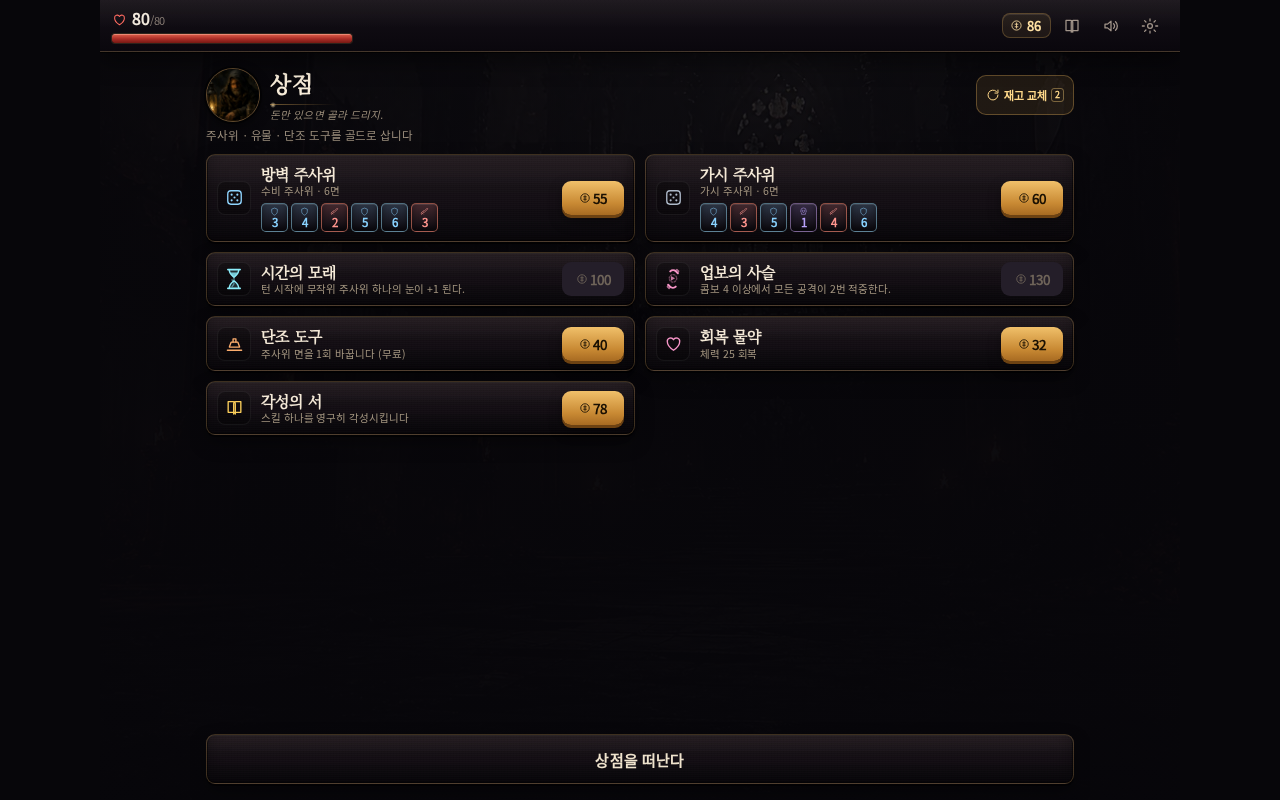 80/80
86
상점
돈만 있으면 골라 드리지.
재고 교체 2
주사위 · 유물 · 단조 도구를 골드로 삽니다
방벽 주사위
수비 주사위 · 6면
3 4 2 5 6 3
55
가시 주사위
가시 주사위 · 6면
4 3 5 1 4 6
60
시간의 모래
턴 시작에 무작위 주사위 하나의 눈이 +1 된다.
100
업보의 사슬
콤보 4 이상에서 모든 공격이 2번 적중한다.
130
단조 도구
주사위 면을 1회 바꿉니다 (무료)
40
회복 물약
체력 25 회복
32
각성의 서
스킬 하나를 영구히 각성시킵니다
78
상점을 떠난다